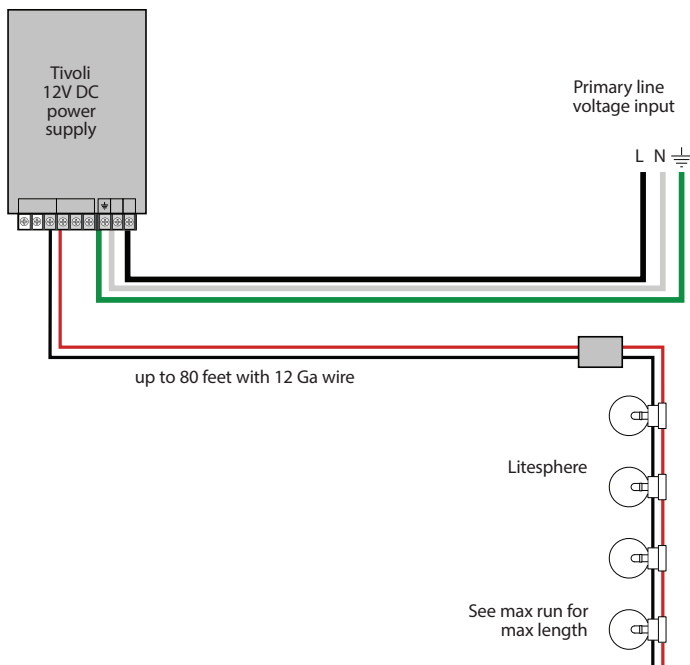 Tivoli
12V DC
power
supply
Primary line
voltage input
L N
up to 80 feet with 12 Ga wire
Litesphere
See max run for
max length